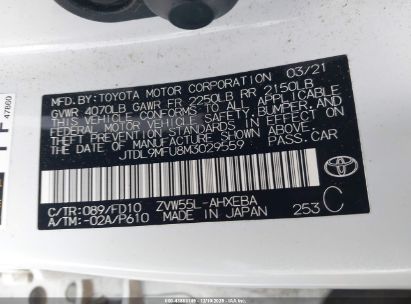 47860
MFD.BY:TOYOTA MOTOR CORPORATION 03/21
GVWR 4070LB GAWR FR 2250LB RR 2150LB
THIS VEHICLE CONFORMS TO ALL APPLICABLE
FEDERAL MOTOR VEHICLE SAFETY, BUMPER, AND
THEFT PREVENTION STANDARDS IN EFFECT ON THE DATE
OF MANUFACTURE SHOWN ABOVE.
JTDL9MFU8M3029559 PASS.CAR
C/TR:089/FD10 ZVW55L-AHXEBA
A/TM:-02A/P610 MADE IN JAPAN 253 C
TOYOTA